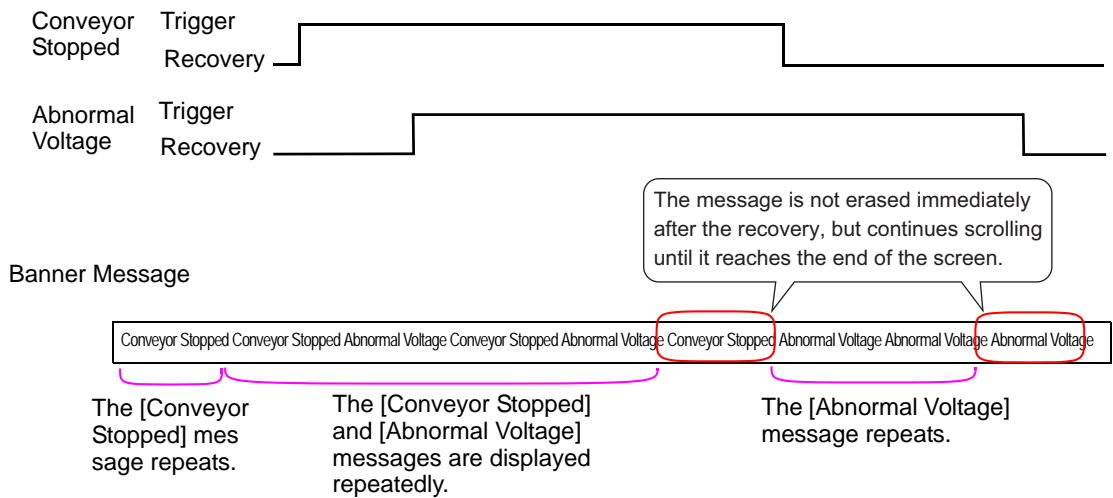 Conveyor Trigger
Stopped
Recovery
Abnormal Trigger
Voltage
Recovery
The message is not erased immediately
after the recovery, but continues scrolling
until it reaches the end of the screen.
Banner Message
Conveyor Stopped Conveyor Stopped Abnormal Voltage Conveyor Stopped Abnormal Voltage Conveyor Stopped Abnormal Voltage Abnormal Voltage Abnormal Voltage
The [Conveyor
Stopped] mes
sage repeats.
The [Conveyor Stopped]
and [Abnormal Voltage]
messages are displayed
repeatedly.
The [Abnormal Voltage]
message repeats.